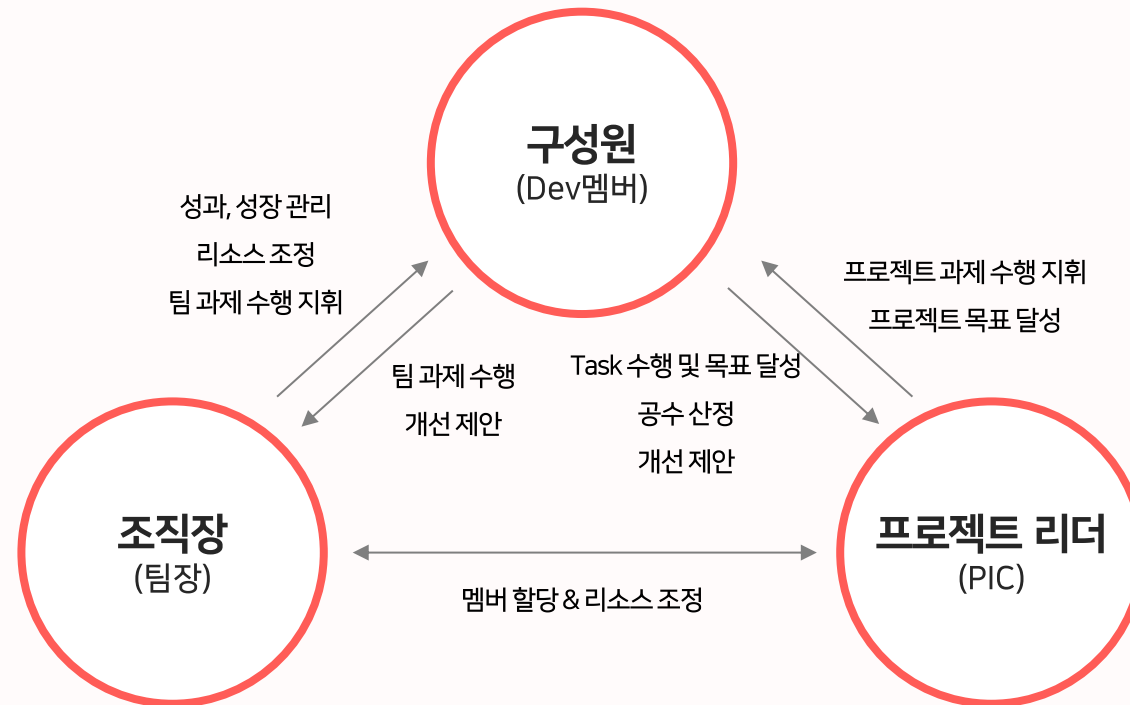 구성원
(Dev멤버)
성과, 성장 관리
리소스 조정
팀 과제 수행 지휘
프로젝트 과제 수행 지휘
프로젝트 목표 달성
팀 과제 수행
개선 제안
Task 수행 및 목표 달성
공수 산정
개선 제안
조직장
(팀장)
프로젝트 리더
(PIC)
멤버 할당 & 리소스 조정